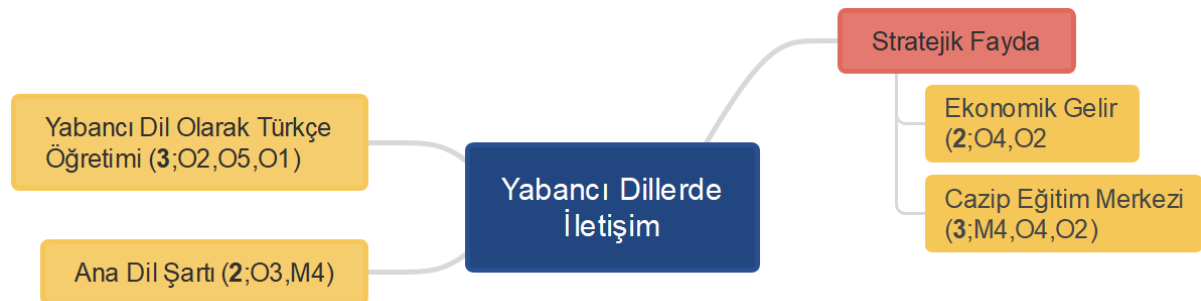 Stratejik Fayda
Ekonomik Gelir
(2;O4,O2
Cazip Eğitim Merkezi
(3;M4,O4,O2)
Yabancı Dil Olarak Türkçe
Öğretimi (3;O2,O5,O1)
Yabancı Dillerde
İletişim
Ana Dil Şartı (2;O3,M4)